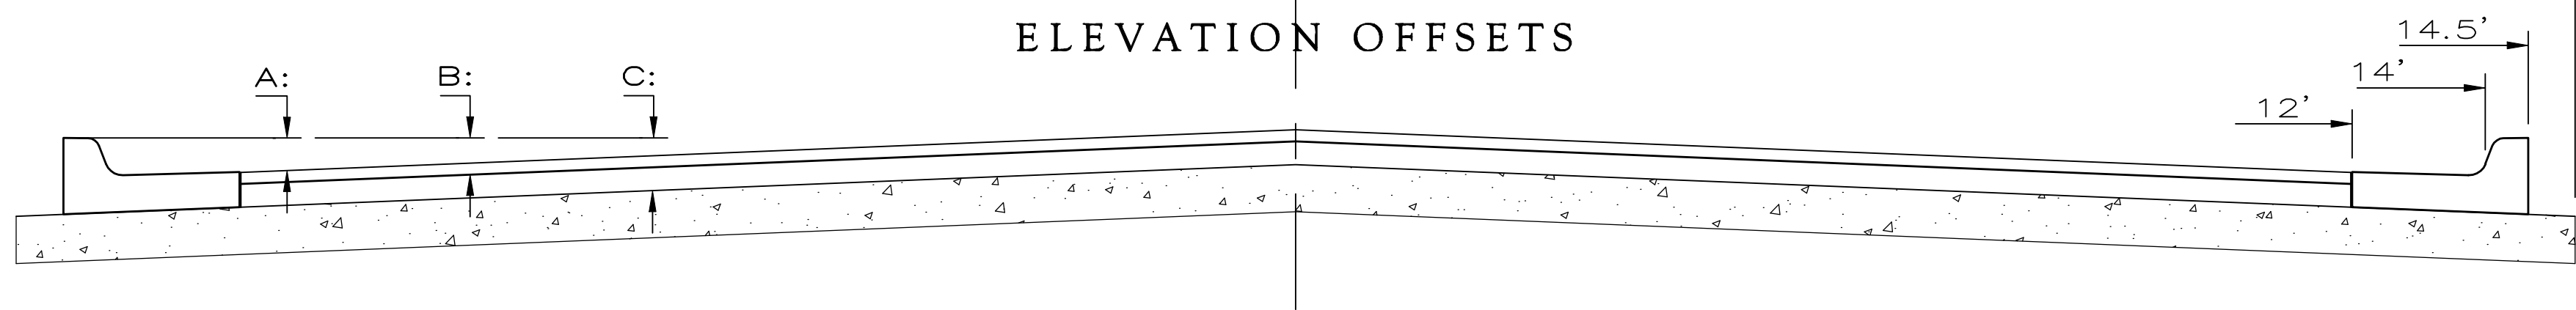 ELEVATION OFFSETS
A:
B:
C:
14.5’
14’
12’